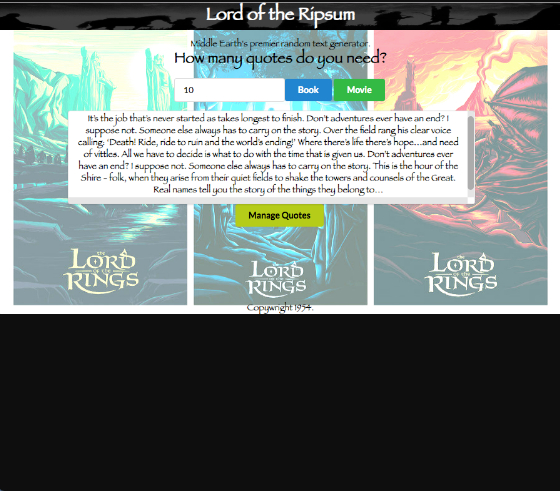 Lord of the Ripsum
Middle Earth's premier random text generator.
How many quotes do you need?
10
Book
Movie
It's the job that's never started as takes longest to finish. Don't adventures ever have an end? I
suppose not. Someone else always has to carry on the story. Over the field rang his clear voice
calling: 'Death! Ride, ride to ruin and the world's ending!' Where there's life there's hope...and need
of vittles. All we have to decide is what to do with the time that is given us. Don't adventures ever
have an end? I suppose not. Someone else always has to carry on the story. This is the hour of the
Shire - folk, when they arise from their quiet fields to shake the towers and counsels of the Great.
Real names tell you the story of the things they belong to...
Manage Quotes
THE
LORD
OF THE
RINGS
THE
LORD
OF THE
RINGS
THE
LORD
OF THE
RINGS
Copywright 1954.